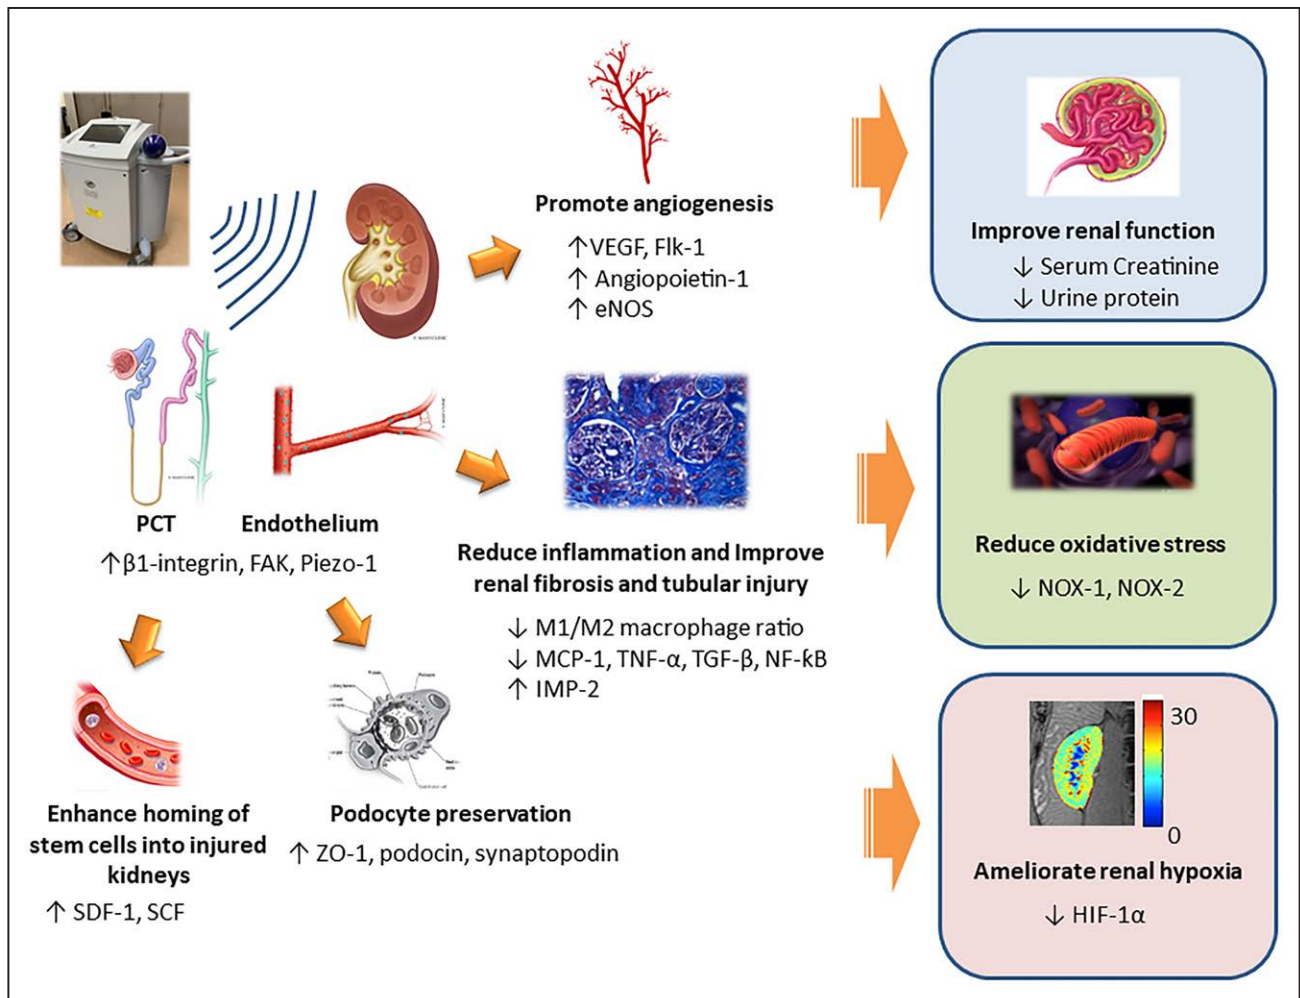 Promote angiogenesis
↑VEGF, Flk-1
↑ Angiopoietin-1
↑ eNOS
Improve renal function
↓ Serum Creatinine
↓ Urine protein
PCT
Endothelium
↑β1-integrin, FAK, Piezo-1
Reduce inflammation and Improve
renal fibrosis and tubular injury
↓ M1/M2 macrophage ratio
↓ MCP-1, TNF-α, TGF-β, NF-kB
↑ IMP-2
Reduce oxidative stress
↓ NOX-1, NOX-2
Enhance homing of
stem cells into injured
kidneys
↑ SDF-1, SCF
Podocyte preservation
↑ ZO-1, podocin, synaptopodin
30
0
Ameliorate renal hypoxia
↓ HIF-1α